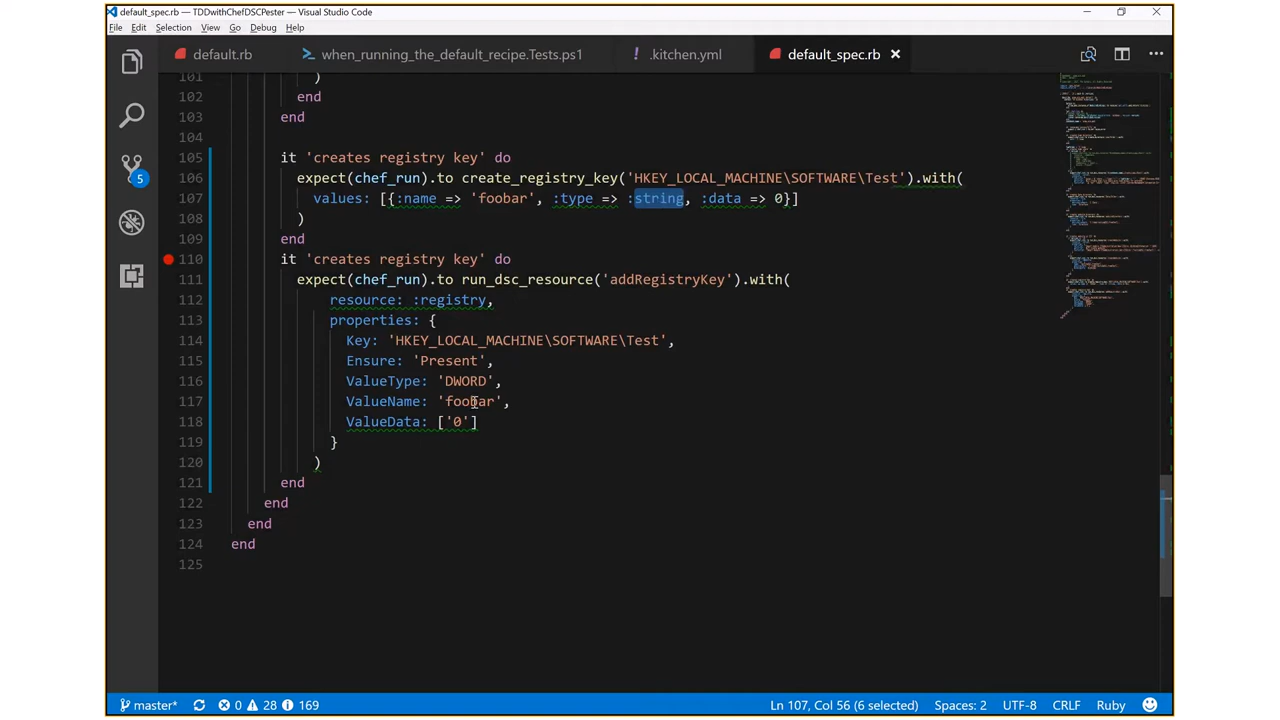 default_spec.rb — TDDwithChefDSCPester — Visual Studio Code
File Edit Selection View Go Debug Help
default.rb when_running_the_default_recipe.Tests.ps1 ! .kitchen.yml default_spec.rb
101 )
102 end
103 end
104
105 it 'creates registry key' do
106 expect(chef_run).to create_registry_key('HKEY_LOCAL_MACHINE\SOFTWARE\Test').with(
107 values: [{:name => 'foobar', :type => :string, :data => 0}]
108 )
109 end
110 it 'creates registry key' do
111 expect(chef_run).to run_dsc_resource('addRegistryKey').with(
112 resource: :registry,
113 properties: {
114 Key: 'HKEY_LOCAL_MACHINE\SOFTWARE\Test',
115 Ensure: 'Present',
116 ValueType: 'DWORD',
117 ValueName: 'foobar',
118 ValueData: ['0']
119 }
120 )
121 end
122 end
123 end
124 end
125
5
master* 0 28 169 Ln 107, Col 56 (6 selected) Spaces: 2 UTF-8 CRLF Ruby